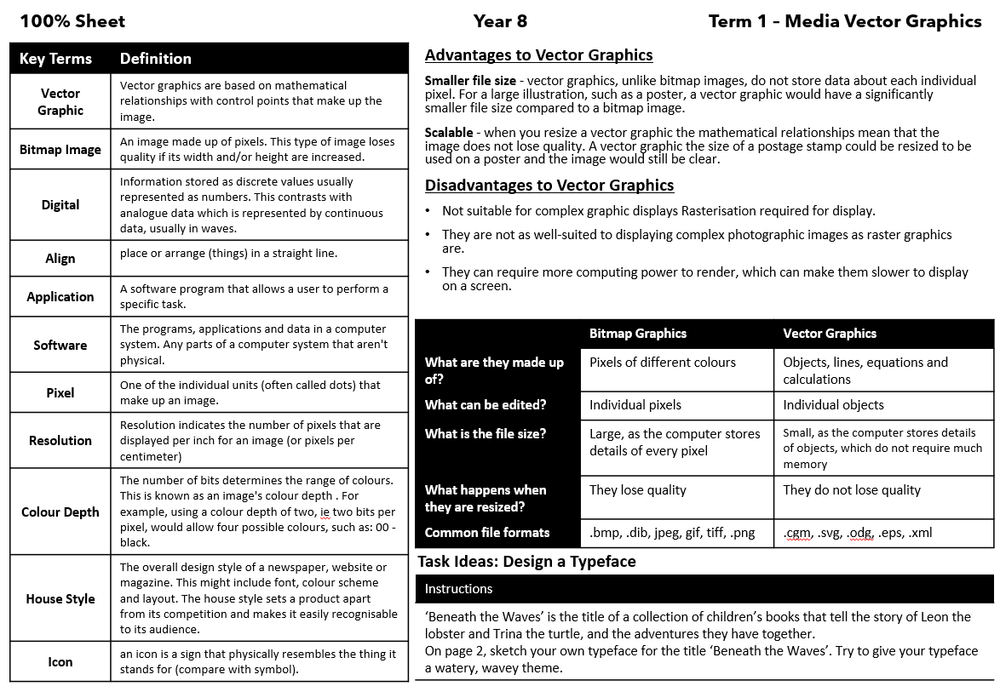 100% Sheet
Year 8
Term 1 – Media Vector Graphics
Key Terms
Definition
Vector
Graphic
Vector graphics are based on mathematical
relationships with control points that make up the
image.
Bitmap Image
An image made up of pixels. This type of image loses
quality if its width and/or height are increased.
Digital
Information stored as discrete values usually
represented as numbers. This contrasts with
analogue data which is represented by continuous
data, usually in waves.
Align
place or arrange (things) in a straight line.
Application
A software program that allows a user to perform a
specific task.
Software
The programs, applications and data in a computer
system. Any parts of a computer system that aren't
physical.
Pixel
One of the individual units (often called dots) that
make up an image.
Resolution
Resolution indicates the number of pixels that are
displayed per inch for an image (or pixels per
centimeter)
Colour Depth
The number of bits determines the range of colours.
This is known as an image's colour depth . For
example, using a colour depth of two, ie two bits per
pixel, would allow four possible colours, such as: 00 -
black.
House Style
The overall design style of a newspaper, website or
magazine. This might include font, colour scheme
and layout. The house style sets a product apart
from its competition and makes it easily recognisable
to its audience.
Icon
an icon is a sign that physically resembles the thing it
stands for (compare with symbol).
Advantages to Vector Graphics
Smaller file size - vector graphics, unlike bitmap images, do not store data about each individual
pixel. For a large illustration, such as a poster, a vector graphic would have a significantly
smaller file size compared to a bitmap image.
Scalable - when you resize a vector graphic the mathematical relationships mean that the
image does not lose quality. A vector graphic the size of a postage stamp could be resized to be
used on a poster and the image would still be clear.
Disadvantages to Vector Graphics
• Not suitable for complex graphic displays Rasterisation required for display.
• They are not as well-suited to displaying complex photographic images as raster graphics
are.
• They can require more computing power to render, which can make them slower to display
on a screen.
Bitmap Graphics
Vector Graphics
What are they made up
of?
Pixels of different colours
Objects, lines, equations and
calculations
What can be edited?
Individual pixels
Individual objects
What is the file size?
Large, as the computer stores
details of every pixel
Small, as the computer stores details
of objects, which do not require much
memory
What happens when
they are resized?
They lose quality
They do not lose quality
Common file formats
.bmp, .dib, jpeg, gif, tiff, .png
.cgm, .svg, .odg, .eps, .xml
Task Ideas: Design a Typeface
Instructions
‘Beneath the Waves’ is the title of a collection of children’s books that tell the story of Leon the
lobster and Trina the turtle, and the adventures they have together.
On page 2, sketch your own typeface for the title ‘Beneath the Waves’. Try to give your typeface
a watery, wavey theme.